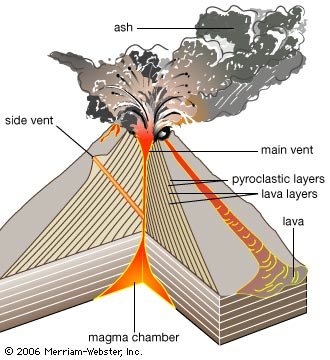 ash
side vent
main vent
pyroclastic layers
lava layers
lava
magma chamber
© 2006 Merriam-Webster, Inc.